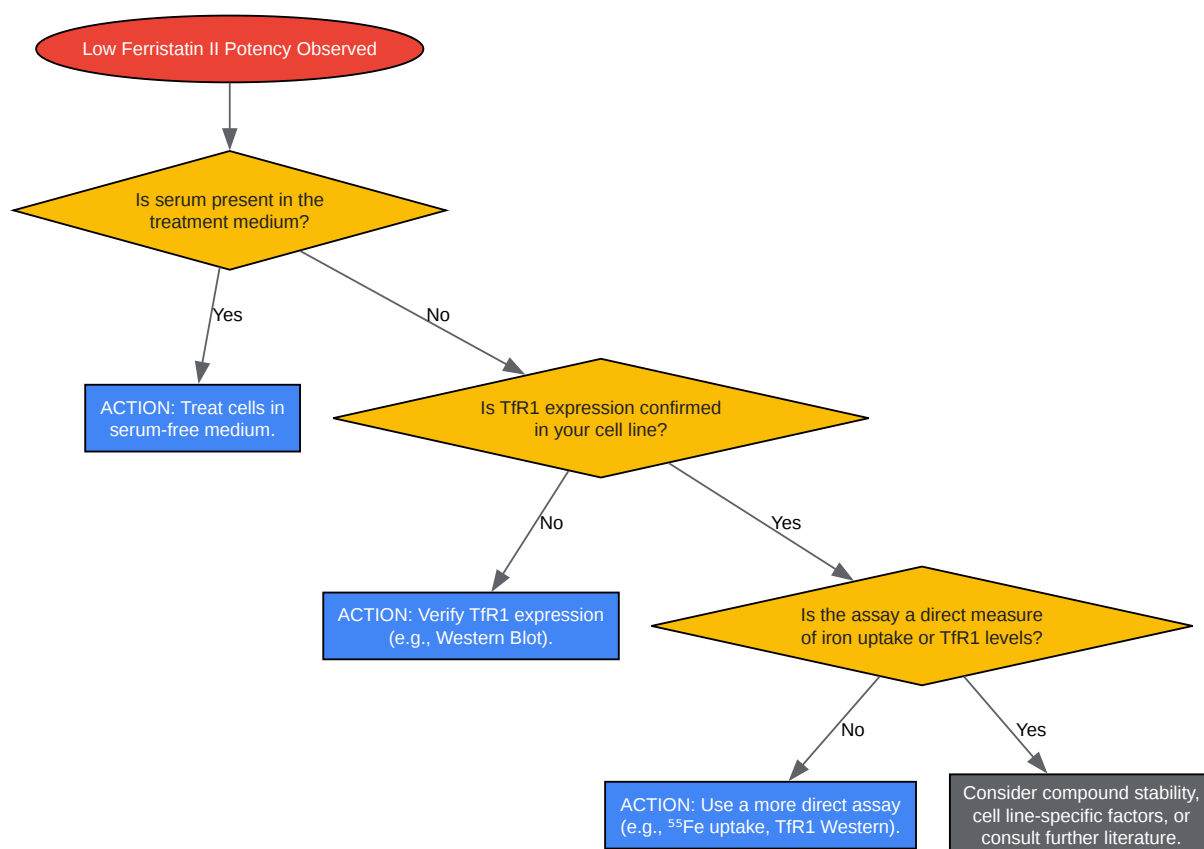 Low Ferristatin II Potency Observed
Is serum present in the
treatment medium?
Yes
No
ACTION: Treat cells in
serum-free medium.
Is TfR1 expression confirmed
in your cell line?
No
Yes
ACTION: Verify TfR1 expression
(e.g., Western Blot).
Is the assay a direct measure
of iron uptake or TfR1 levels?
No
Yes
ACTION: Use a more direct assay
(e.g., ⁵⁵Fe uptake, TfR1 Western).
Consider compound stability,
cell line-specific factors, or
consult further literature.